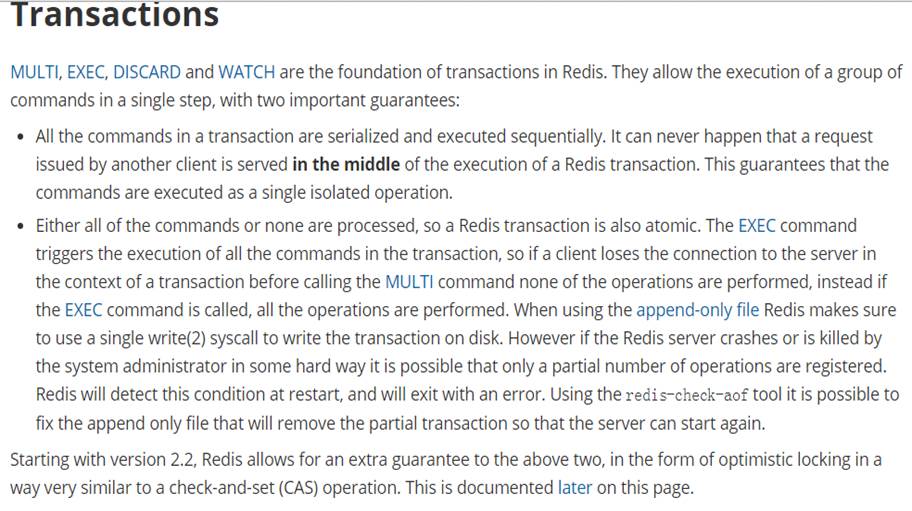 Transactions
MULTI, EXEC, DISCARD and WATCH are the foundation of transactions in Redis. They allow the execution of a group of
commands in a single step, with two important guarantees:
• All the commands in a transaction are serialized and executed sequentially. It can never happen that a request
issued by another client is served in the middle of the execution of a Redis transaction. This guarantees that the
commands are executed as a single isolated operation.
• Either all of the commands or none are processed, so a Redis transaction is also atomic. The EXEC command
triggers the execution of all the commands in the transaction, so if a client loses the connection to the server in
the context of a transaction before calling the MULTI command none of the operations are performed, instead if
the EXEC command is called, all the operations are performed. When using the append-only file Redis makes sure
to use a single write(2) syscall to write the transaction on disk. However if the Redis server crashes or is killed by
the system administrator in some hard way it is possible that only a partial number of operations are registered.
Redis will detect this condition at restart, and will exit with an error. Using the redis-check-aof tool it is possible to
fix the append only file that will remove the partial transaction so that the server can start again.
Starting with version 2.2, Redis allows for an extra guarantee to the above two, in the form of optimistic locking in a
way very similar to a check-and-set (CAS) operation. This is documented later on this page.